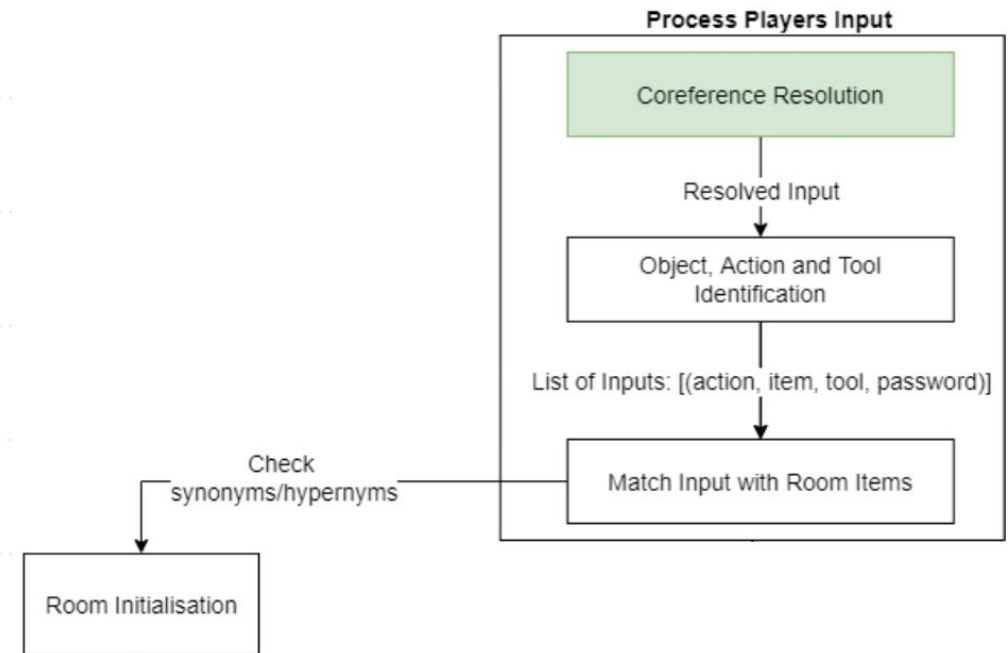 Process Players Input
Coreference Resolution
Resolved Input
Object, Action and Tool
Identification
List of Inputs: [(action, item, tool, password)]
Match Input with Room Items
Check
synonyms/hypernyms
Room Initialisation